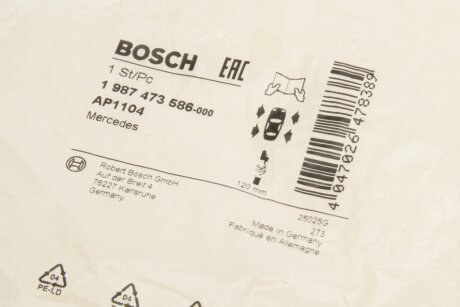 BOSCH
EAC
1 St/Pc
1 987 473 586-000
AP1104
Mercedes
Robert Bosch GmbH
Auf der Breit 4
76227 Karlsruhe
Germany
120 mm
4 047026 478389
25025G
273
Made in Germany
Fabriqué en Allemagne
04
PE-LD
04